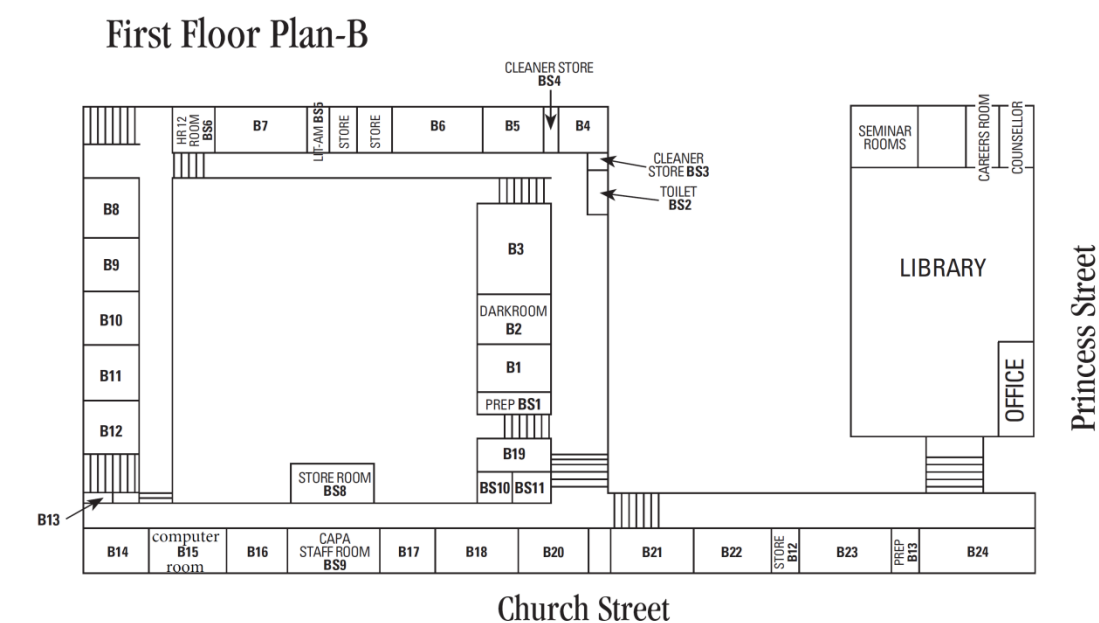 First Floor Plan-B
CLEANER STORE
BS4
HR 12
ROOM
BS6
B7
LIT-AM BS5
STORE
STORE
B6
B5
B4
SEMINAR
ROOMS
CAREERS ROOM
COUNSELLOR
CLEANER
STORE BS3
TOILET
BS2
B8
B3
B9
LIBRARY
Princess Street
B10
DARKROOM
B2
B11
B1
OFFICE
PREP BS1
B12
B19
STORE ROOM
BS8
BS10
BS11
B13
B14
computer
B15
room
B16
CAPA
STAFF ROOM
BS9
B17
B18
B20
B21
B22
STORE
B12
B23
PREP
B13
B24
Church Street